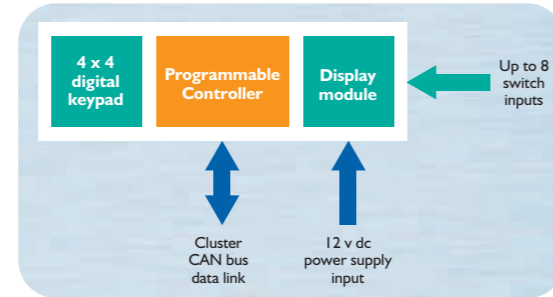 4 x 4
digital
keypad
Programmable
Controller
Display
module
Up to 8
switch
inputs
Cluster
CAN bus
data link
12 v dc
power supply
input